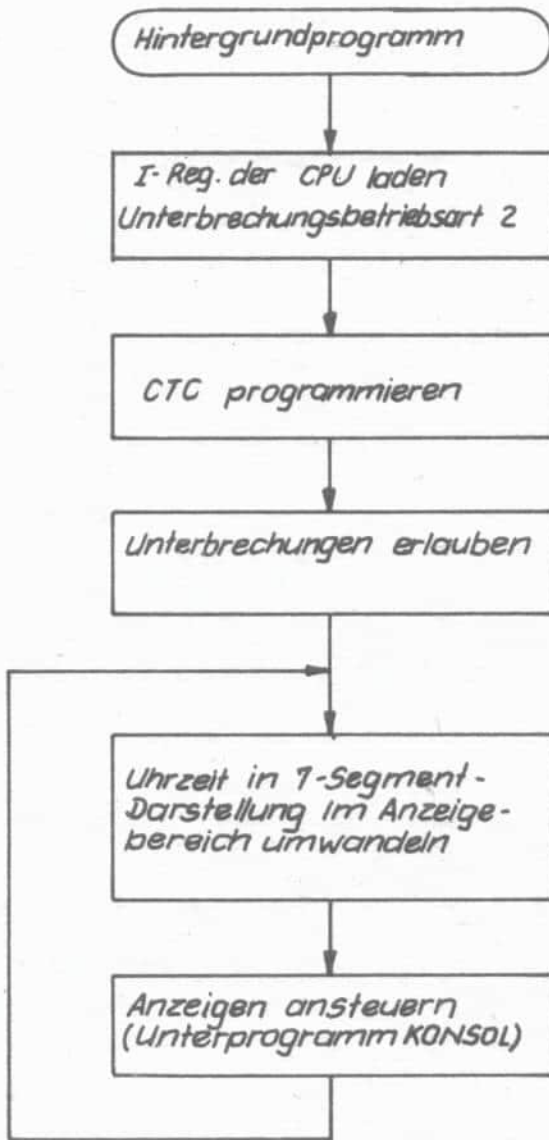 Hintergrundprogramm
I-Reg. der CPU laden
Unterbrechungsbetriebsart 2
CTC programmieren
Unterbrechungen erlauben
Uhrzeit in 7-Segment-
Darstellung im Anzeige-
bereich umwandeln
Anzeigen ansteuern
(Unterprogramm KONSOL)